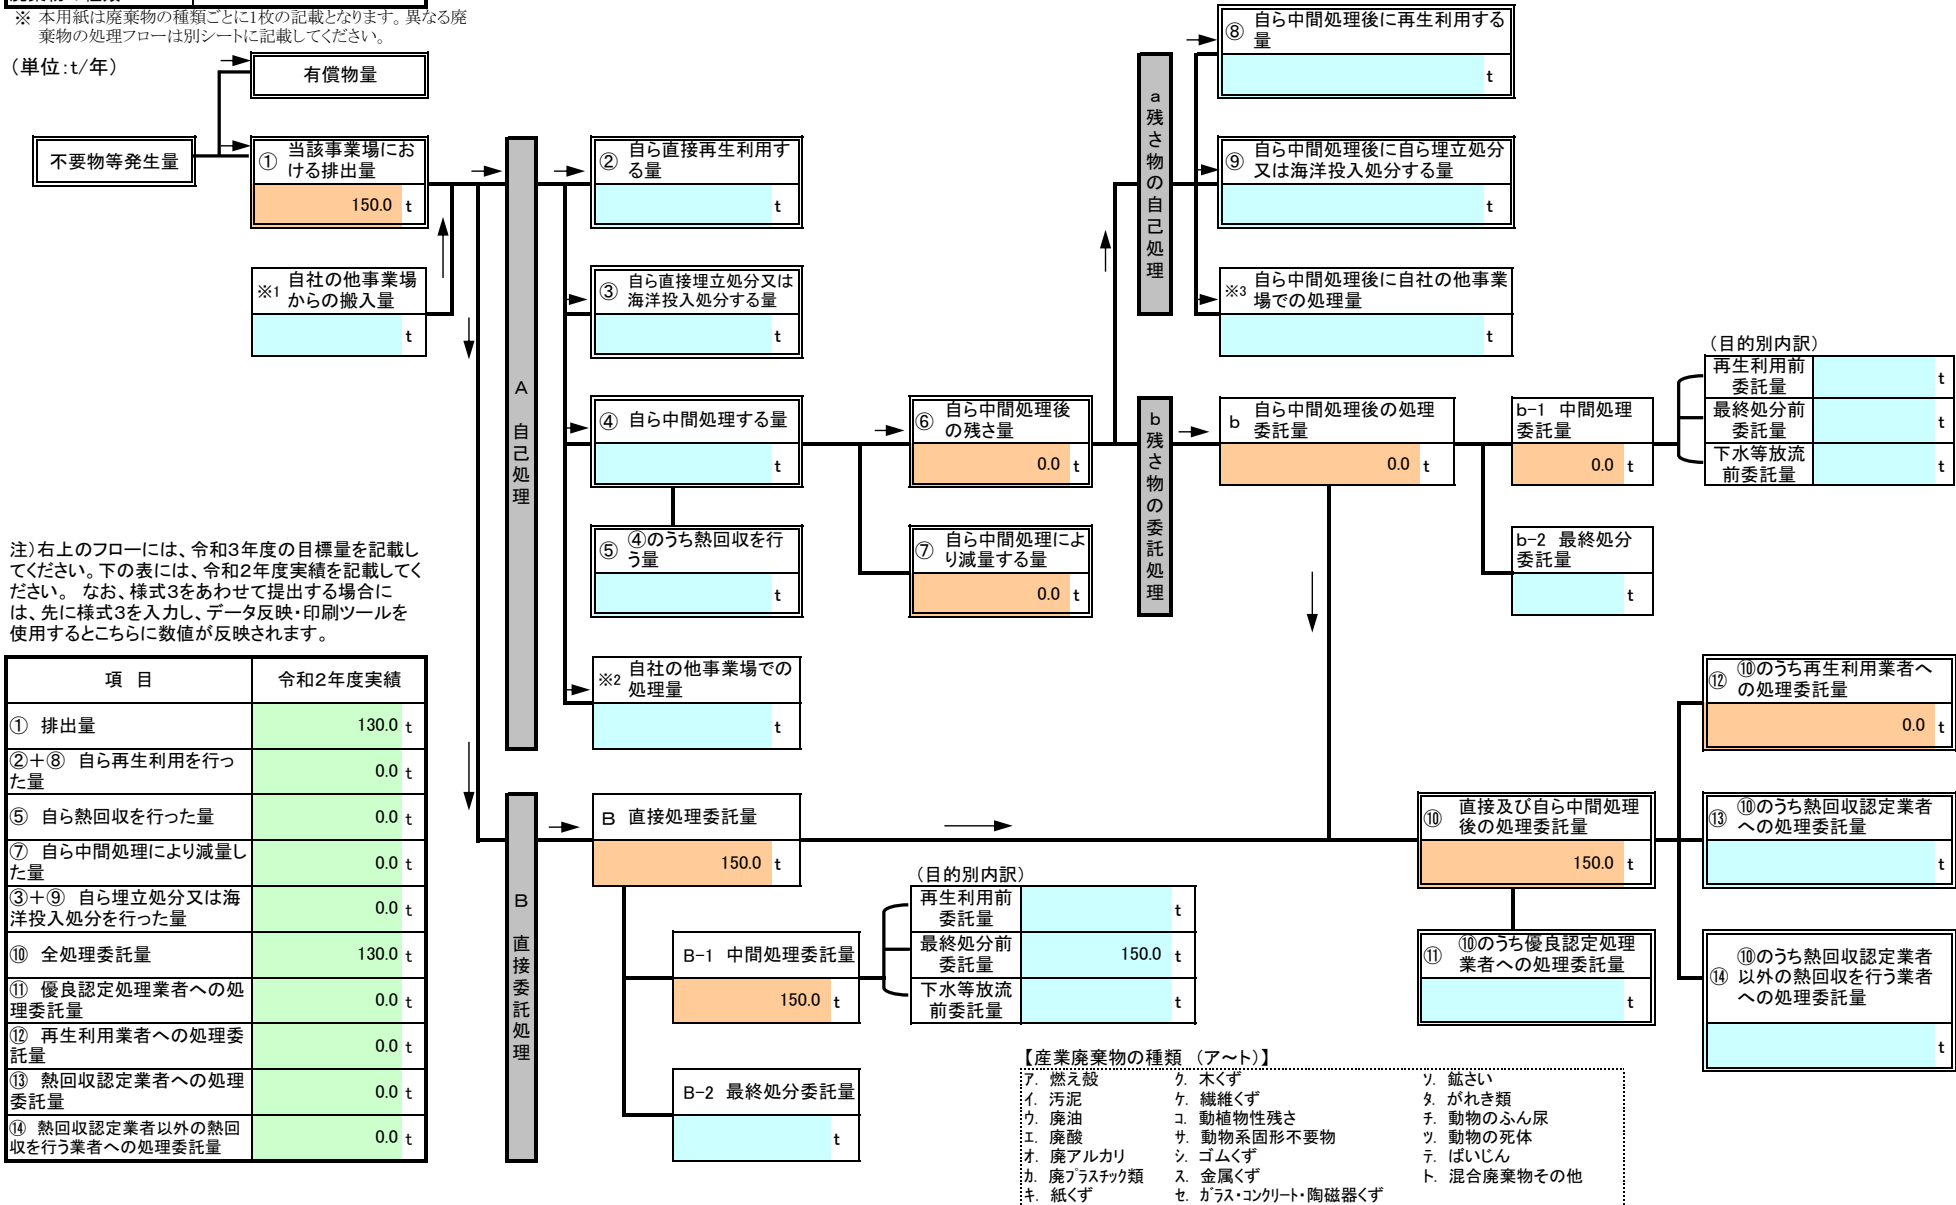 ※ 本用紙は廃棄物の種類ごとに1枚の記載となります。異なる廃
棄物の処理フローは別シートに記載してください。
（単位:t/年）
有償物量
不要物等発生量
① 当該事業場にお
ける排出量
150.0 t
※1 自社の他事業場
からの搬入量
t
A 自己処理
② 自ら直接再生利用す
る量
t
③ 自ら直接埋立処分又は
海洋投入処分する量
t
④ 自ら中間処理する量
t
⑤ ④のうち熱回収を行
う量
t
※2 自社の他事業場での
処理量
t
⑥ 自ら中間処理後
の残さ量
0.0 t
⑦ 自ら中間処理によ
り減量する量
0.0 t
a残さ物の自己処理
⑧ 自ら中間処理後に再生利用する
量
t
⑨ 自ら中間処理後に自ら埋立処分
又は海洋投入処分する量
t
※3 自ら中間処理後に自社の他事業
場での処理量
t
b残さ物の委託処理
b 自ら中間処理後の処理
委託量
0.0 t
b-1 中間処理
委託量
0.0 t
b-2 最終処分
委託量
t
（目的別内訳）
再生利用前
委託量
t
最終処分前
委託量
t
下水等放流
前委託量
t
注）右上のフローには、令和3年度の目標量を記載し
てください。下の表には、令和2年度実績を記載してく
ださい。 なお、様式3をあわせて提出する場合に
は、先に様式3を入力し、データ反映・印刷ツールを
使用するとこちらに数値が反映されます。
項 目 令和2年度実績
① 排出量 130.0 t
②＋⑧ 自ら再生利用を行っ
た量 0.0 t
⑤ 自ら熱回収を行った量 0.0 t
⑦ 自ら中間処理により減量し
た量 0.0 t
③＋⑨ 自ら埋立処分又は海
洋投入処分を行った量 0.0 t
⑩ 全処理委託量 130.0 t
⑪ 優良認定処理業者への処
理委託量 0.0 t
⑫ 再生利用業者への処理委
託量 0.0 t
⑬ 熱回収認定業者への処理
委託量 0.0 t
⑭ 熱回収認定業者以外の熱回
収を行う業者への処理委託量 0.0 t
B 直接委託処理
B 直接処理委託量
150.0 t
B-1 中間処理委託量
150.0 t
B-2 最終処分委託量
t
（目的別内訳）
再生利用前
委託量
t
最終処分前
委託量
150.0 t
下水等放流
前委託量
t
⑩ 直接及び自ら中間処理
後の処理委託量
150.0 t
⑪ ⑩のうち優良認定処理
業者への処理委託量
t
⑫ ⑩のうち再生利用業者へ
の処理委託量
0.0 t
⑬ ⑩のうち熱回収認定業者
への処理委託量
t
⑭ ⑩のうち熱回収認定業者
以外の熱回収を行う業者
への処理委託量
t
【産業廃棄物の種類 （ア～ト）】
ア. 燃え殻 ク. 木くず ソ. 鉱さい
イ. 汚泥 ケ. 繊維くず タ. がれき類
ウ. 廃油 コ. 動植物性残さ チ. 動物のふん尿
エ. 廃酸 サ. 動物系固形不要物 ツ. 動物の死体
オ. 廃アルカリ シ. ゴムくず テ. ばいじん
カ. 廃プラスチック類 ス. 金属くず ト. 混合廃棄物その他
キ. 紙くず セ. ガラス・コンクリート・陶磁器くず